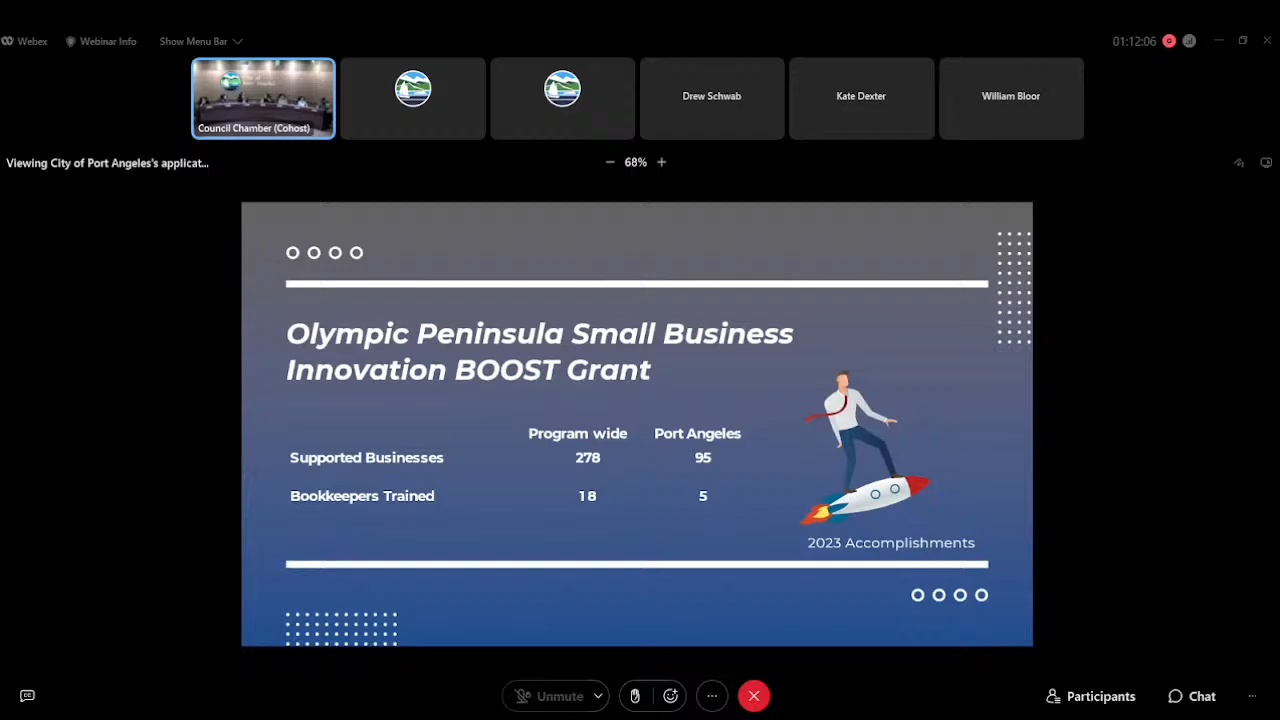 Webex
Webinar Info
Show Menu Bar
01:12:06
Council Chamber (Cohost)
Drew Schwab
Kate Dexter
William Bloor
Viewing City of Port Angeles's applicat...
68%
Olympic Peninsula Small Business
Innovation BOOST Grant
Program wide Port Angeles
Supported Businesses 278 95
Bookkeepers Trained 18 5
2023 Accomplishments
Unmute
Participants
Chat